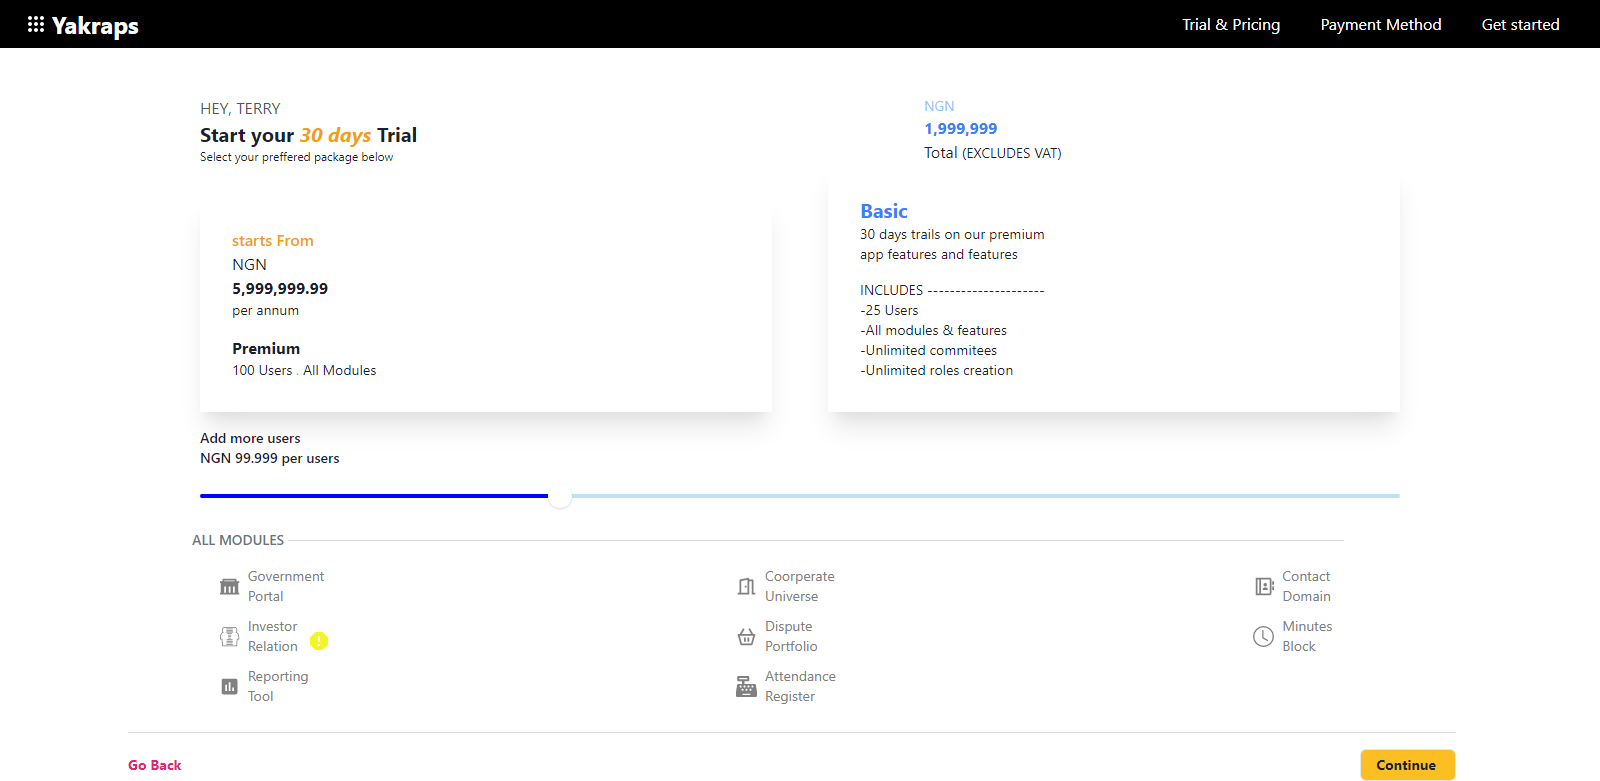 Yakraps
Trial & Pricing
Payment Method
Get started
HEY, TERRY
Start your 30 days Trial
Select your preffered package below
NGN
1,999,999
Total (EXCLUDES VAT)
starts From
NGN
5,999,999.99
per annum
Premium
100 Users . All Modules
Basic
30 days trails on our premium
app features and features
INCLUDES ---------------------
-25 Users
-All modules & features
-Unlimited commitees
-Unlimited roles creation
Add more users
NGN 99.999 per users
ALL MODULES
Government
Portal
Coorperate
Universe
Contact
Domain
Investor
Relation
Dispute
Portfolio
Minutes
Block
Reporting
Tool
Attendance
Register
Go Back
Continue